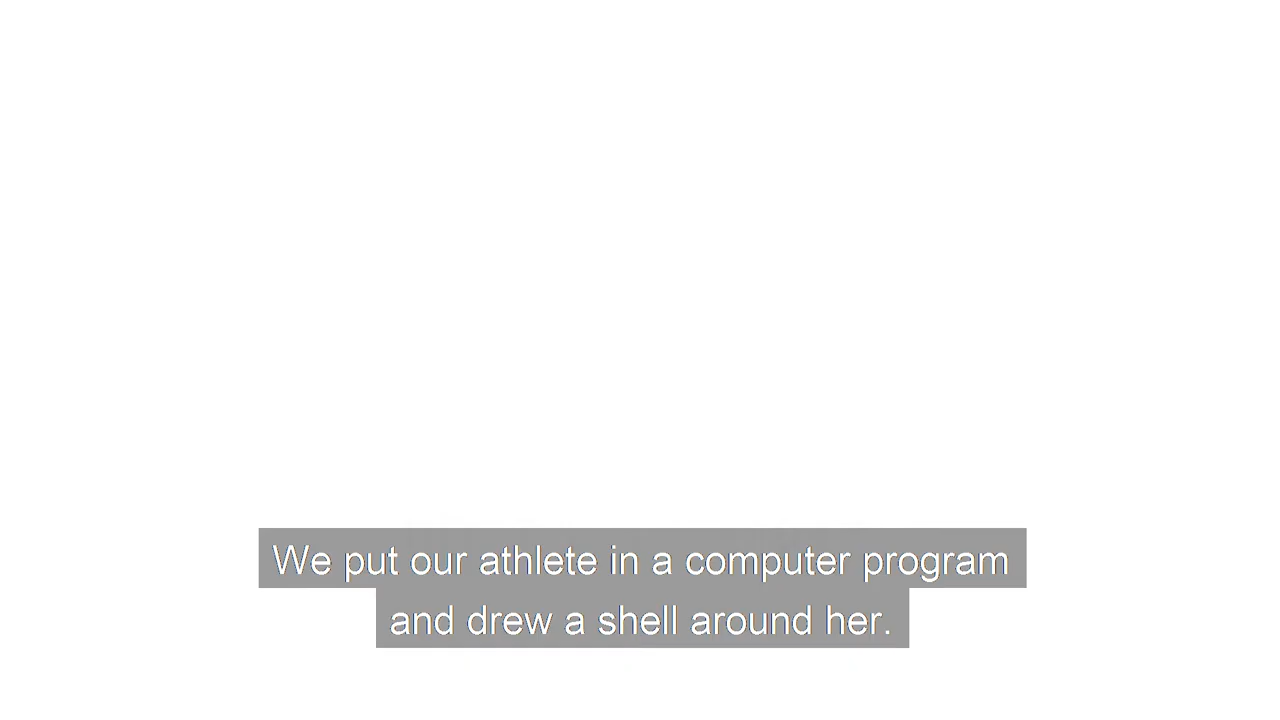 We put our athlete in a computer program
and drew a shell around her.